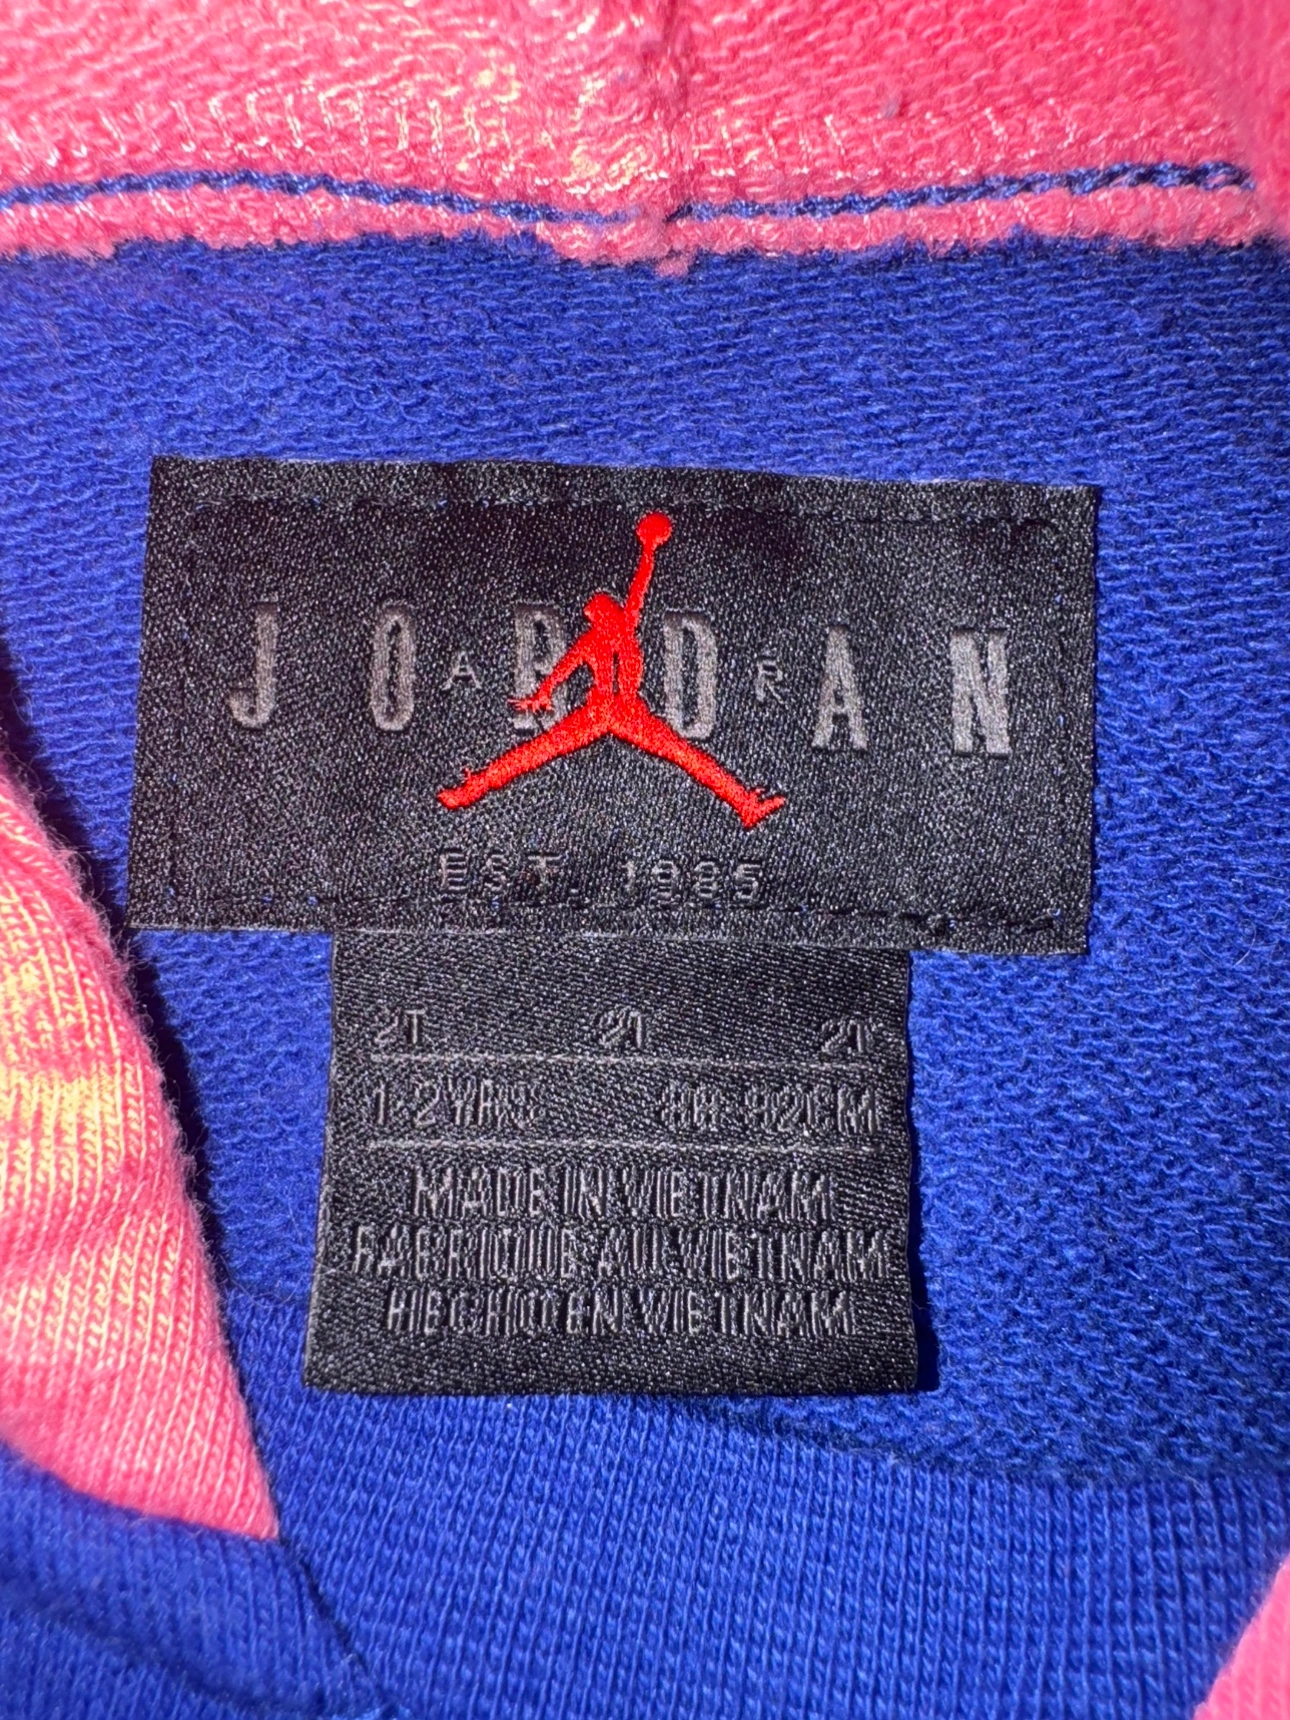 JORDAN
AIR
EST. 1985
2T 2T 2T
1-2YRS 88-92CM
MADE IN VIETNAM
FABRIQUE AU VIETNAM
HECHO EN VIETNAM